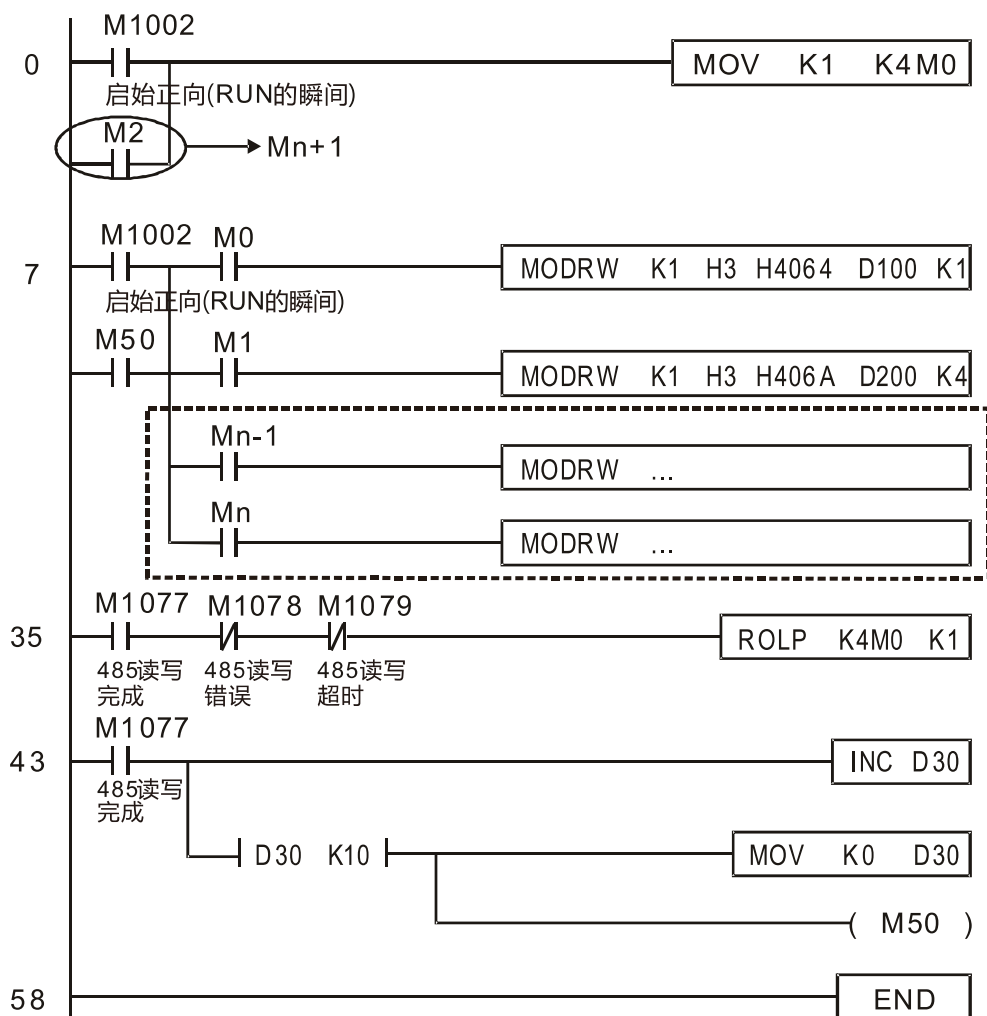 M1002
0
MOV K1 K4M0
启始正向(RUN的瞬间)
M2
Mn+1
M1002 M0
7
MODRW K1 H3 H4064 D100 K1
启始正向(RUN的瞬间)
M50 M1
MODRW K1 H3 H406A D200 K4
Mn-1
MODRW ...
Mn
MODRW ...
M1077 M1078 M1079
35
ROLP K4M0 K1
485读写 485读写 485读写
完成 错误 超时
M1077
43
INC D30
485读写
完成
D30 K10
MOV K0 D30
( M50 )
58
END